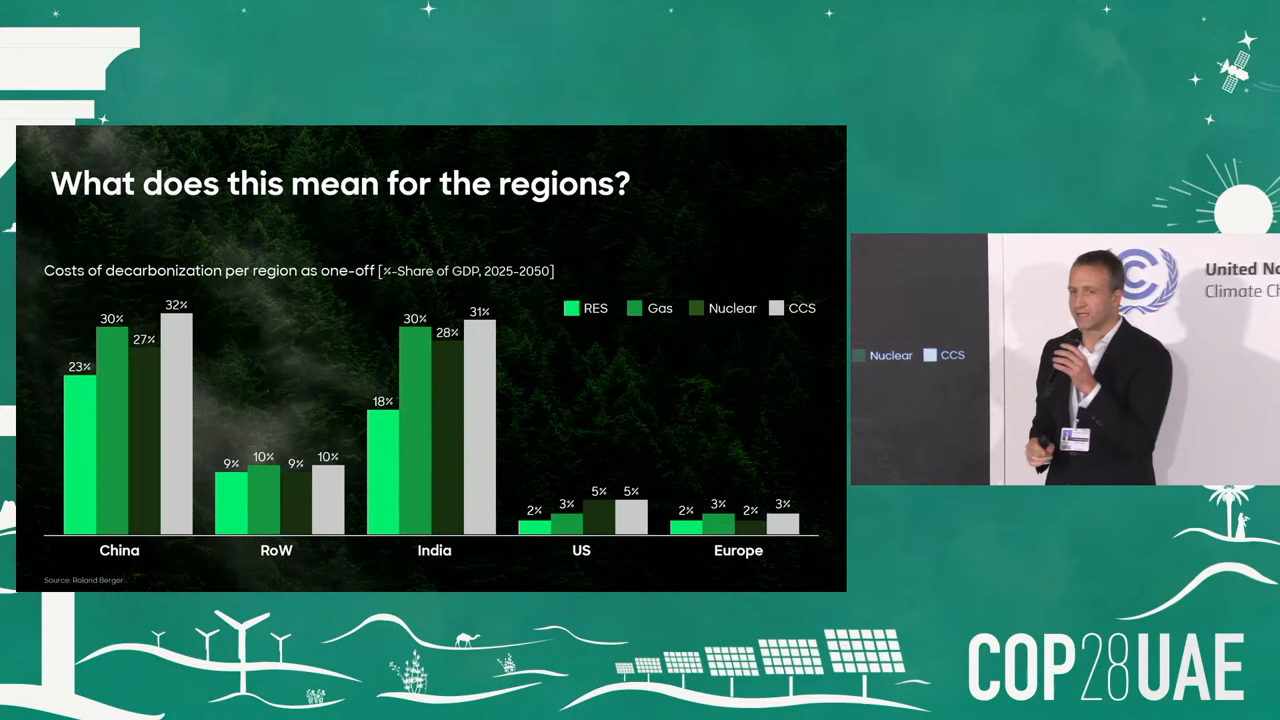 What does this mean for the regions?
Costs of decarbonization per region as one-off [%-Share of GDP, 2025-2050]
RES Gas Nuclear CCS
23% 30% 27% 32%
9% 10% 9% 10%
18% 30% 28% 31%
2% 3% 5% 5%
2% 3% 2% 3%
China RoW India US Europe
Source: Roland Berger
Nuclear CCS
United Na
Climate Ch
COP28UAE